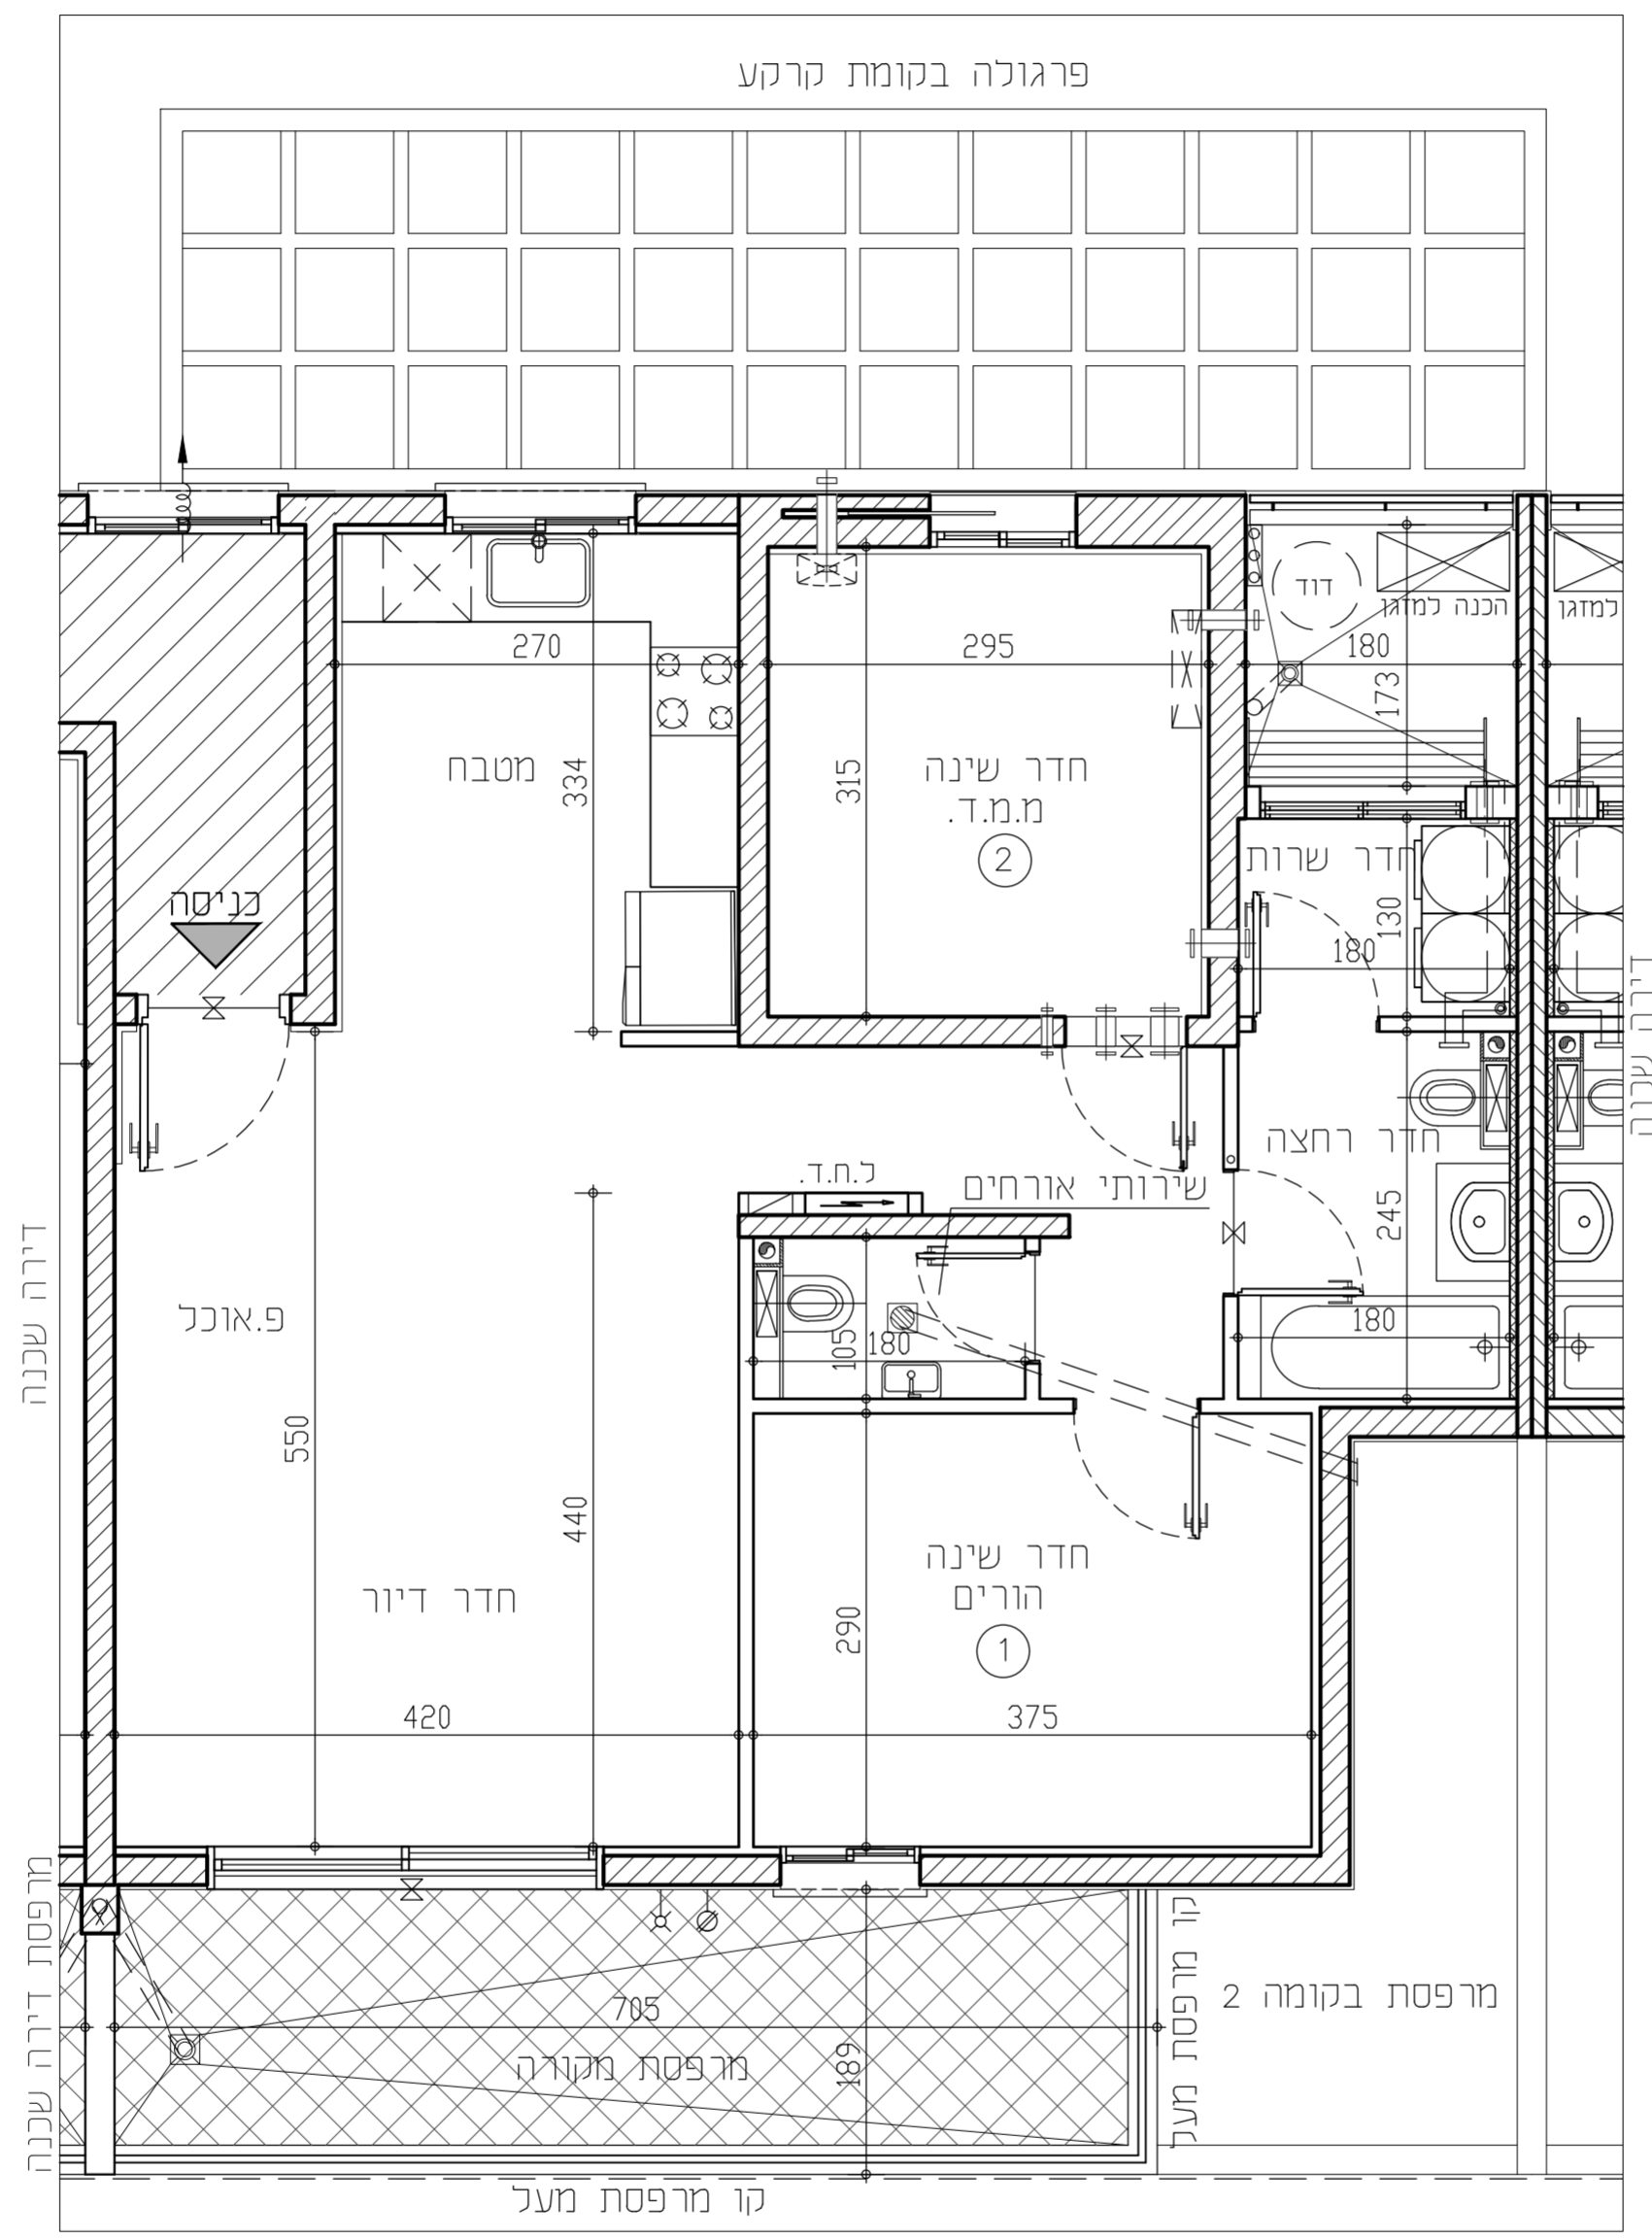 פרגולה בקומת קרקע
דוד
הכנה למזגן
למזגן
270
295
180
173
מטבח
334
315
חדר שינה
מ.מ.ד.
2
חדר שרות
130
180
כניסה
דירה שכנה
חדר רחצה
ל.ח.ד.
שירותי אורחים
245
דירה שכנה
פ.אוכל
105
180
180
550
440
חדר שינה
הורים
1
חדר דיור
290
420
375
מרפסת דירה שכנה
קו מרפסת מעל
מרפסת בקומה 2
705
מרפסת מקורה
189
קו מרפסת מעל